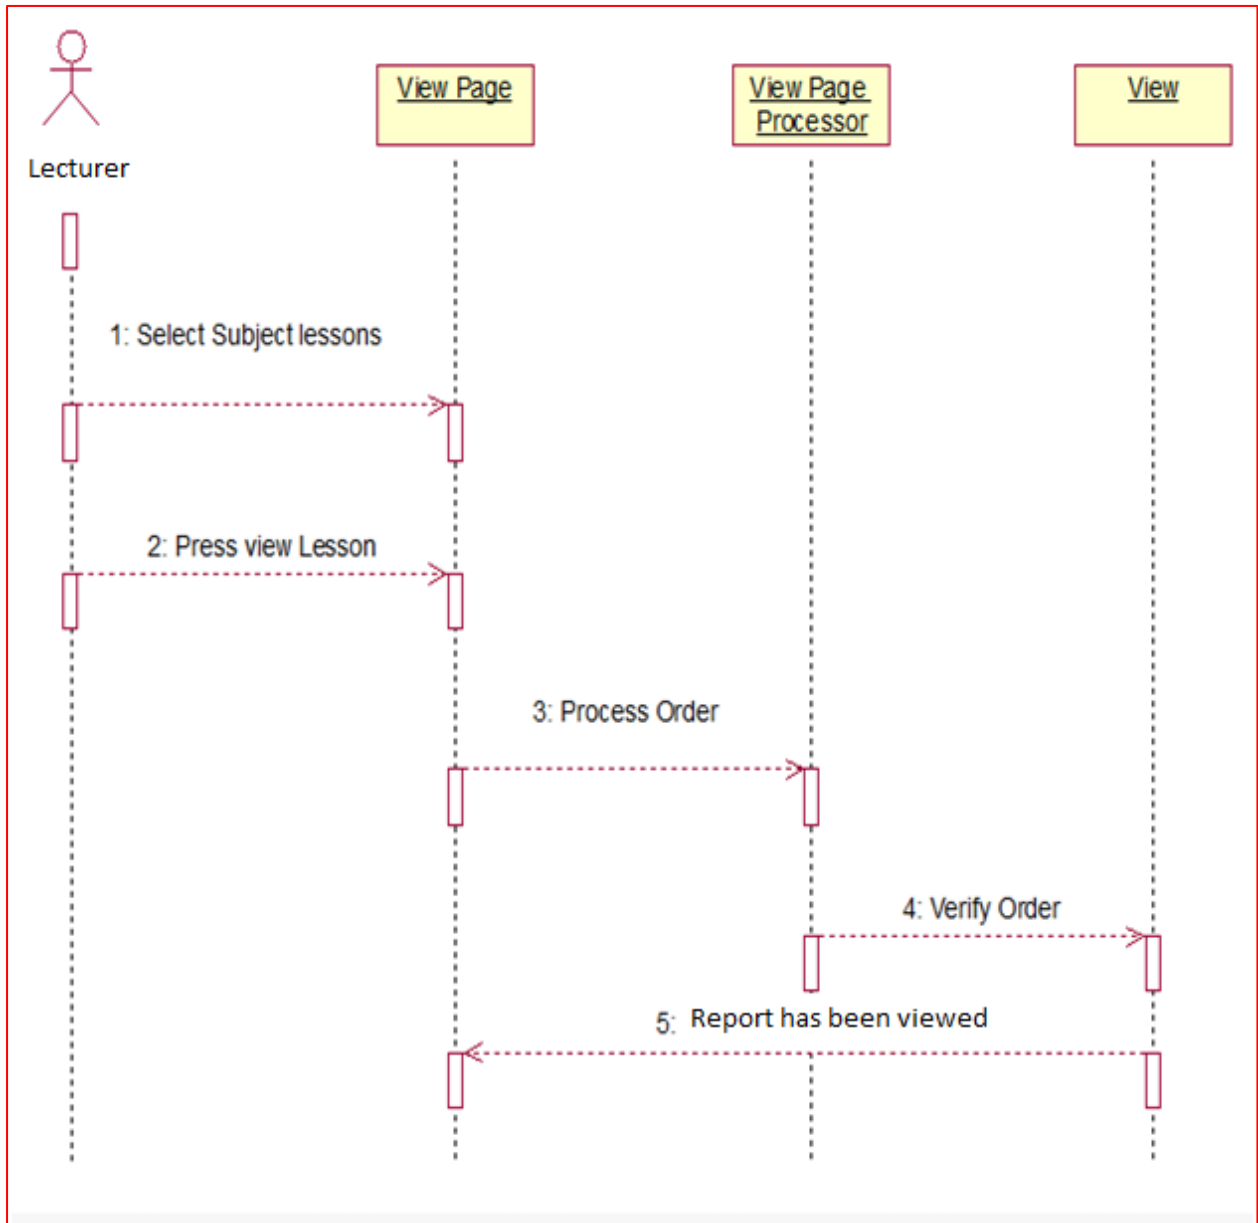 View Page
View Page
Processor
View
Lecturer
1: Select Subject lessons
2: Press view Lesson
3: Process Order
4: Verify Order
5: Report has been viewed